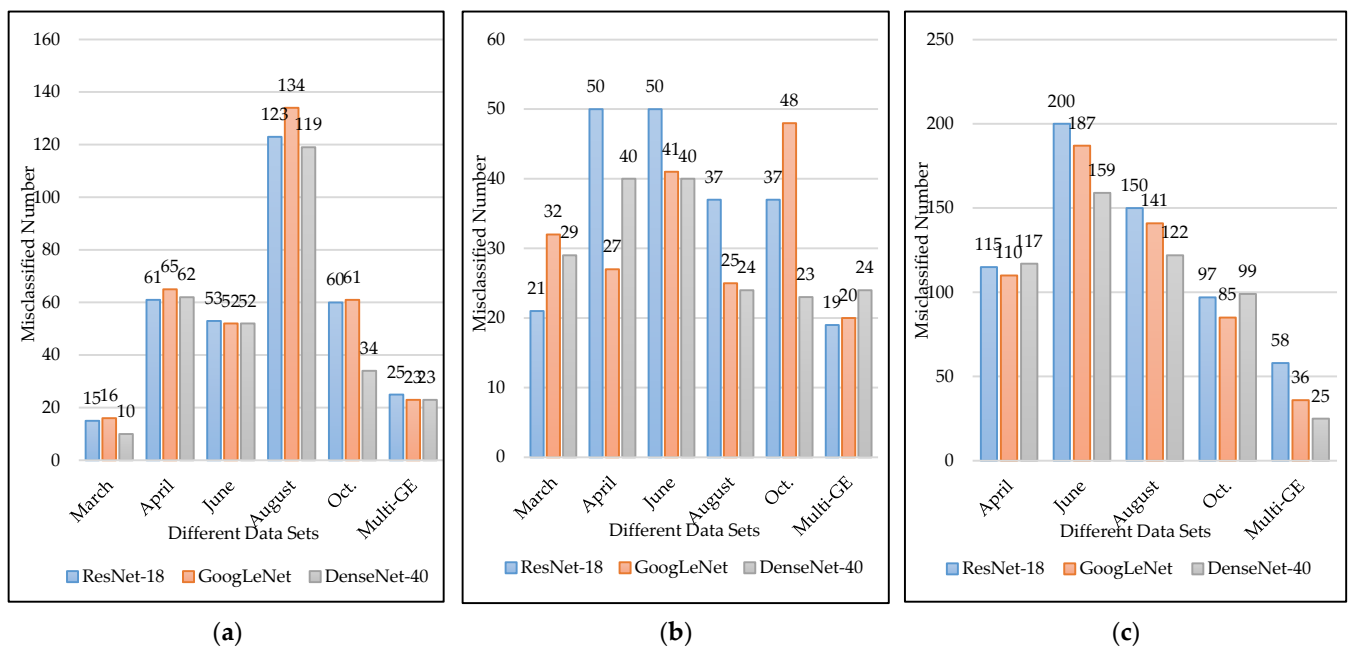 160
140
120
100
80
60
40
20
0
Misclassified Number
15 16 10
61 65 62
53 52 52
123 134 119
60 61 34
25 23 23
March April June August Oct. Multi-GE
Different Data Sets
ResNet-18 GoogLeNet DenseNet-40
(a)
60
50
40
30
20
10
0
Misclassified Number
21 32 29
50 27 40
50 41 40
37 25 24
37 48 23
19 20 24
March April June August Oct. Multi-GE
Different Data Sets
ResNet-18 GoogLeNet DenseNet-40
(b)
250
200
150
100
50
0
Msiclassified Number
115 110 117
200 187 159
150 141 122
97 85 99
58 36 25
April June August Oct. Multi-GE
Different Data Sets
ResNet-18 GoogLeNet DenseNet-40
(c)